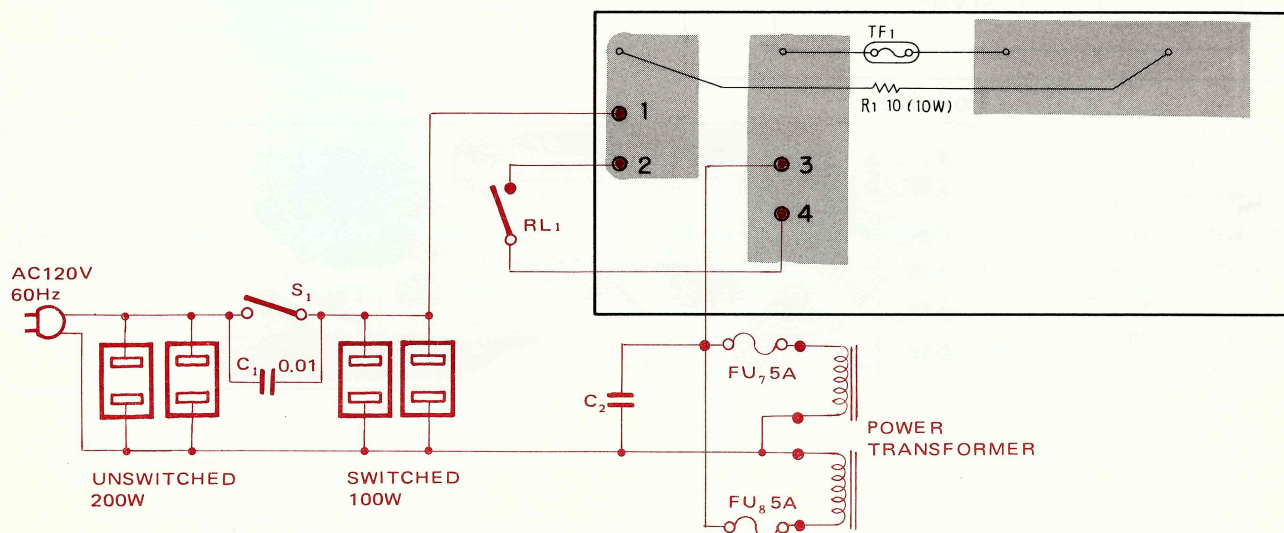 TF1
R1 10 (10W)
1
2
3
4
RL1
AC120V
60Hz
S1
C1 0.01
C2
FU7 5A
FU8 5A
POWER
TRANSFORMER
UNSWITCHED
200W
SWITCHED
100W